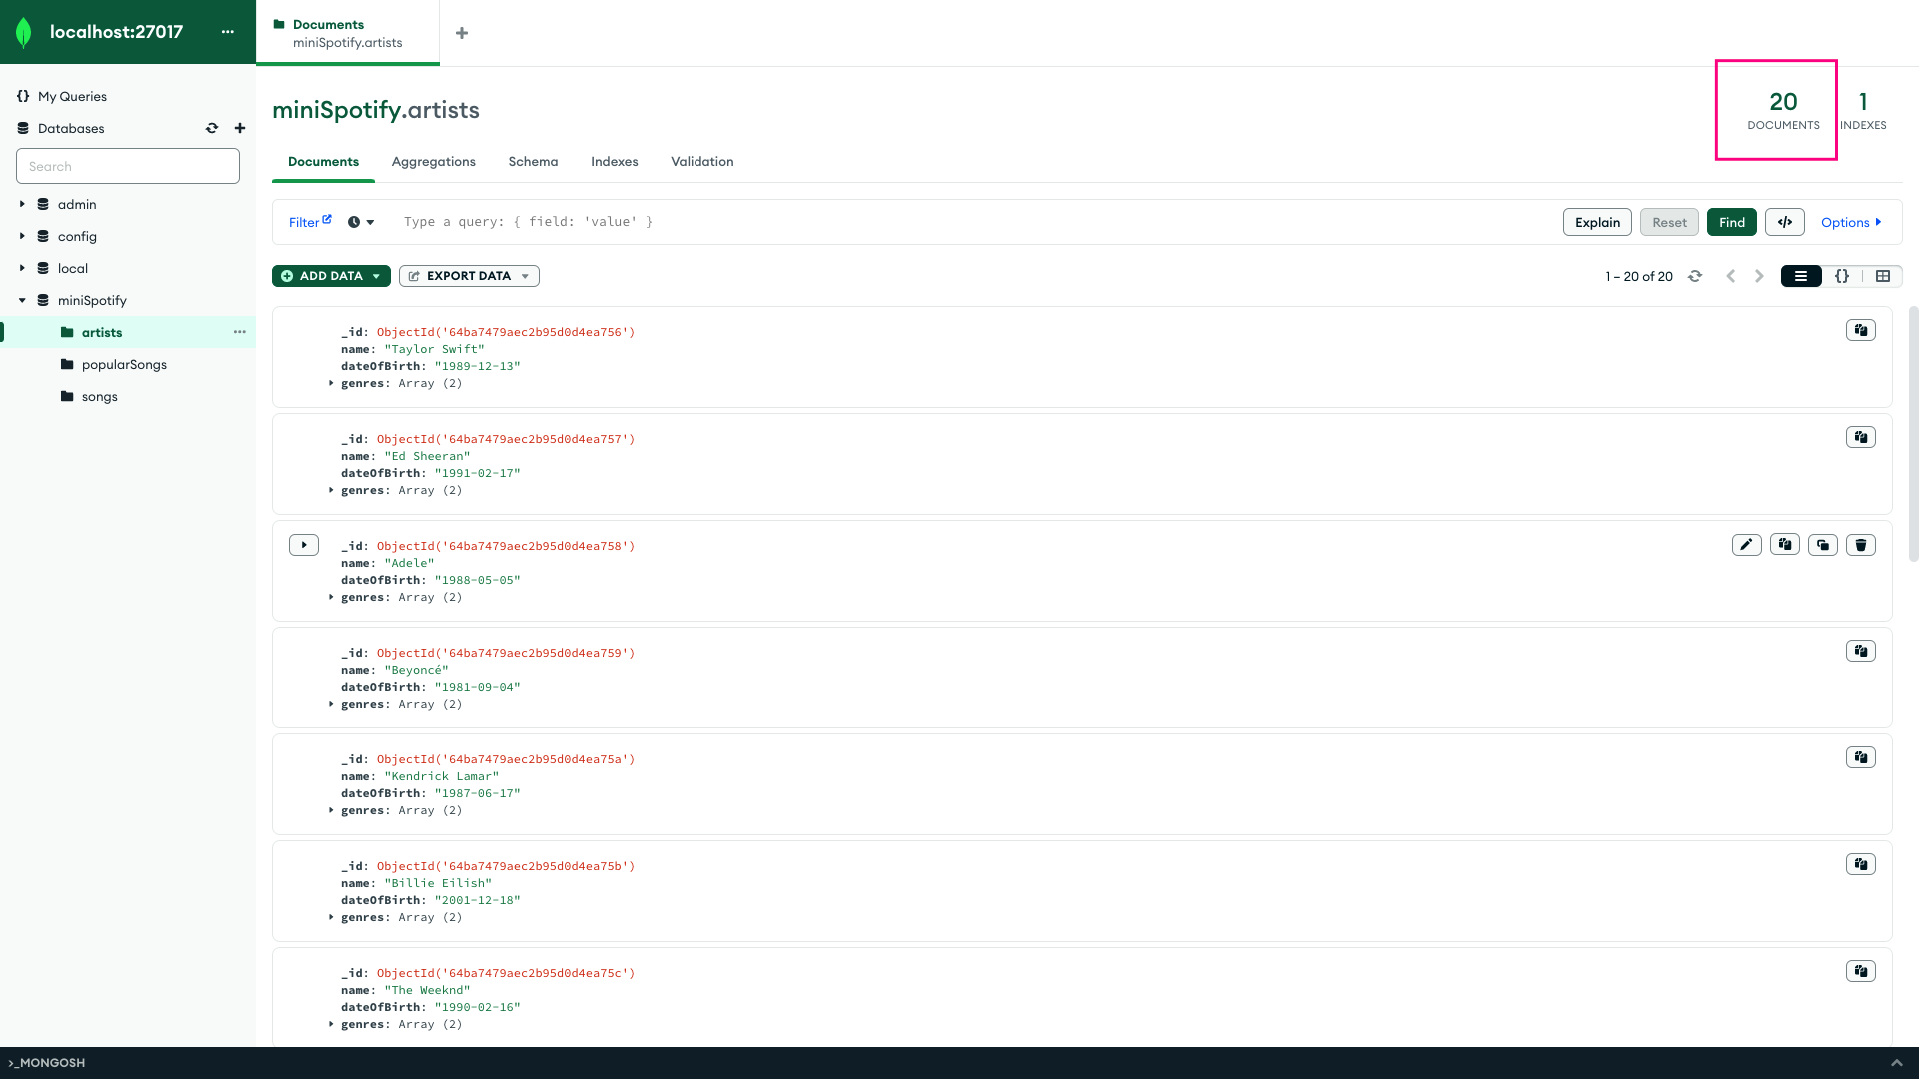 localhost:27017
Documents
miniSpotify.artists
My Queries
Databases
Search
admin
config
local
miniSpotify
artists
popularSongs
songs
miniSpotify.artists
20
DOCUMENTS
1
INDEXES
Documents Aggregations Schema Indexes Validation
Filter Type a query: { field: 'value' } Explain Reset Find </> Options
ADD DATA EXPORT DATA 1 – 20 of 20 {}
_id: ObjectId('64ba7479aec2b95d0d4ea756')
name: "Taylor Swift"
dateOfBirth: "1989-12-13"
genres: Array (2)
_id: ObjectId('64ba7479aec2b95d0d4ea757')
name: "Ed Sheeran"
dateOfBirth: "1991-02-17"
genres: Array (2)
_id: ObjectId('64ba7479aec2b95d0d4ea758')
name: "Adele"
dateOfBirth: "1988-05-05"
genres: Array (2)
_id: ObjectId('64ba7479aec2b95d0d4ea759')
name: "Beyoncé"
dateOfBirth: "1981-09-04"
genres: Array (2)
_id: ObjectId('64ba7479aec2b95d0d4ea75a')
name: "Kendrick Lamar"
dateOfBirth: "1987-06-17"
genres: Array (2)
_id: ObjectId('64ba7479aec2b95d0d4ea75b')
name: "Billie Eilish"
dateOfBirth: "2001-12-18"
genres: Array (2)
_id: ObjectId('64ba7479aec2b95d0d4ea75c')
name: "The Weeknd"
dateOfBirth: "1990-02-16"
genres: Array (2)
>_MONGOSH